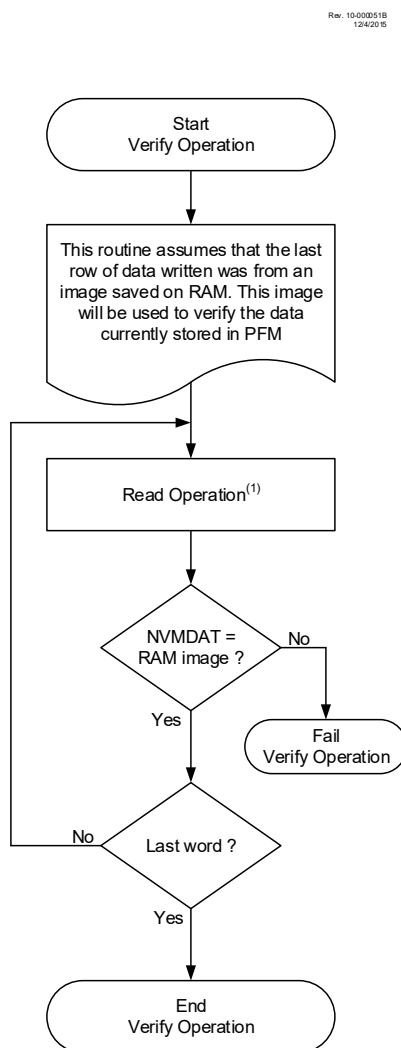 Rev. 10-000051B
12/4/2015
Start
Verify Operation
This routine assumes that the last
row of data written was from an
image saved on RAM. This image
will be used to verify the data
currently stored in PFM
Read Operation(1)
NVMDAT =
RAM image ?
No
Yes
Fail
Verify Operation
Last word ?
No
Yes
End
Verify Operation